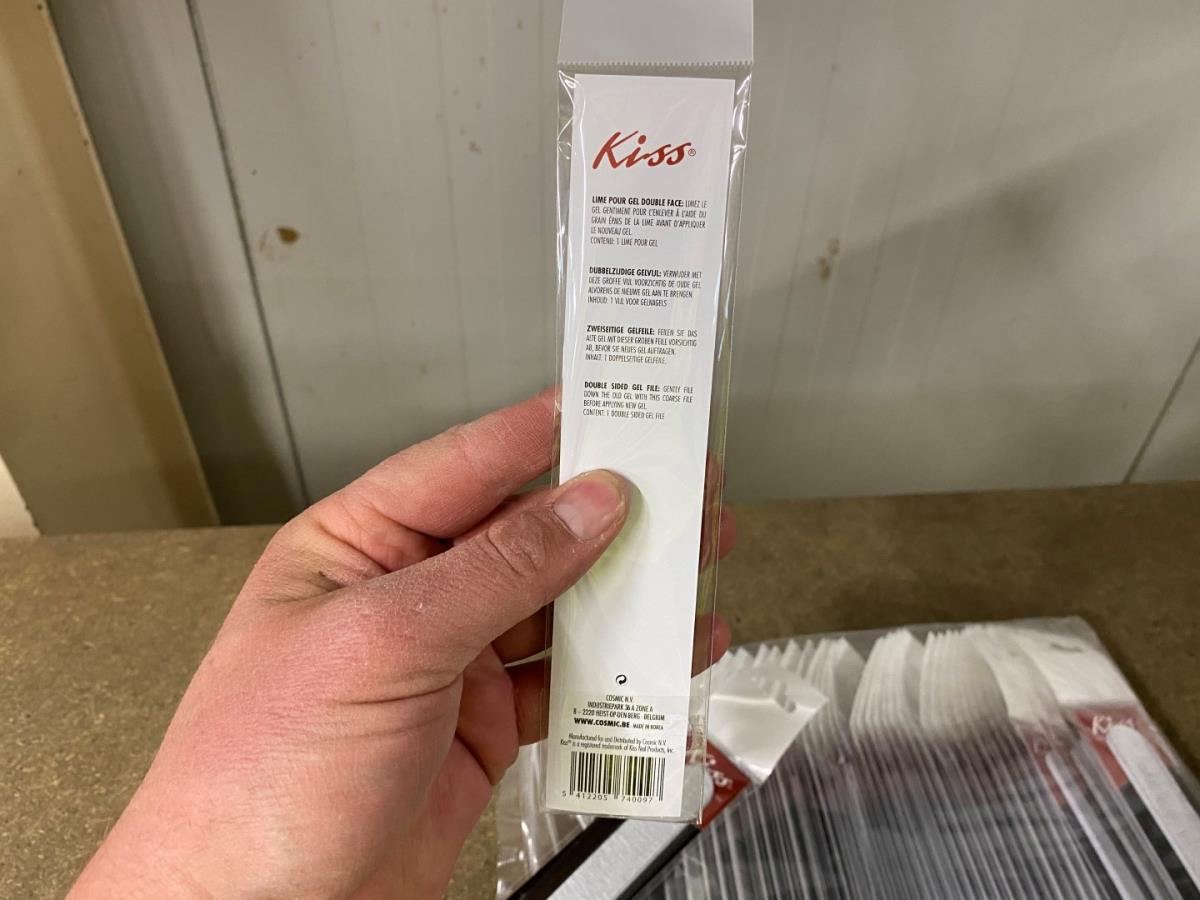 Kiss®
LIME POUR GEL DOUBLE FACE: LIMEZ LE
GEL GENTIMENT POUR L'ENLEVER À L'AIDE DU
GRAIN ÉPAIS DE LA LIME AVANT D'APPLIQUER
LE NOUVEAU GEL.
CONTENU: 1 LIME POUR GEL
DUBBELZIJDIGE GELVIJL: VERWIJDER MET
DEZE GROFFE VIJL VOORZICHTIG DE OUDE GEL
ALVORENS DE NIEUWE GEL AAN TE BRENGEN.
INHOUD: 1 VIJL VOOR GELNAGELS
ZWEISEITIGE GELFEILE: FEILEN SIE DAS
ALTE GEL MIT DIESER GROBEN FEILE VORSICHTIG
AB, BEVOR SIE NEUES GEL AUFTRAGEN.
INHALT: 1 DOPPELSEITIGE GELFEILE.
DOUBLE SIDED GEL FILE: GENTLY FILE
DOWN THE OLD GEL WITH THIS COARSE FILE
BEFORE APPLYING NEW GEL.
CONTENT: 1 DOUBLE SIDED GEL FILE
COSMIC N.V.
INDUSTRIEPARK 36 A ZONE A
B - 2220 HEIST-OP-DEN-BERG - BELGIUM
WWW.COSMIC.BE MADE IN KOREA
Manufactured for and Distributed by Cosmic N.V.
Kiss® is a registered trademark of Kiss Nail Products, Inc.
5 412205 740097
Kiss
Kiss